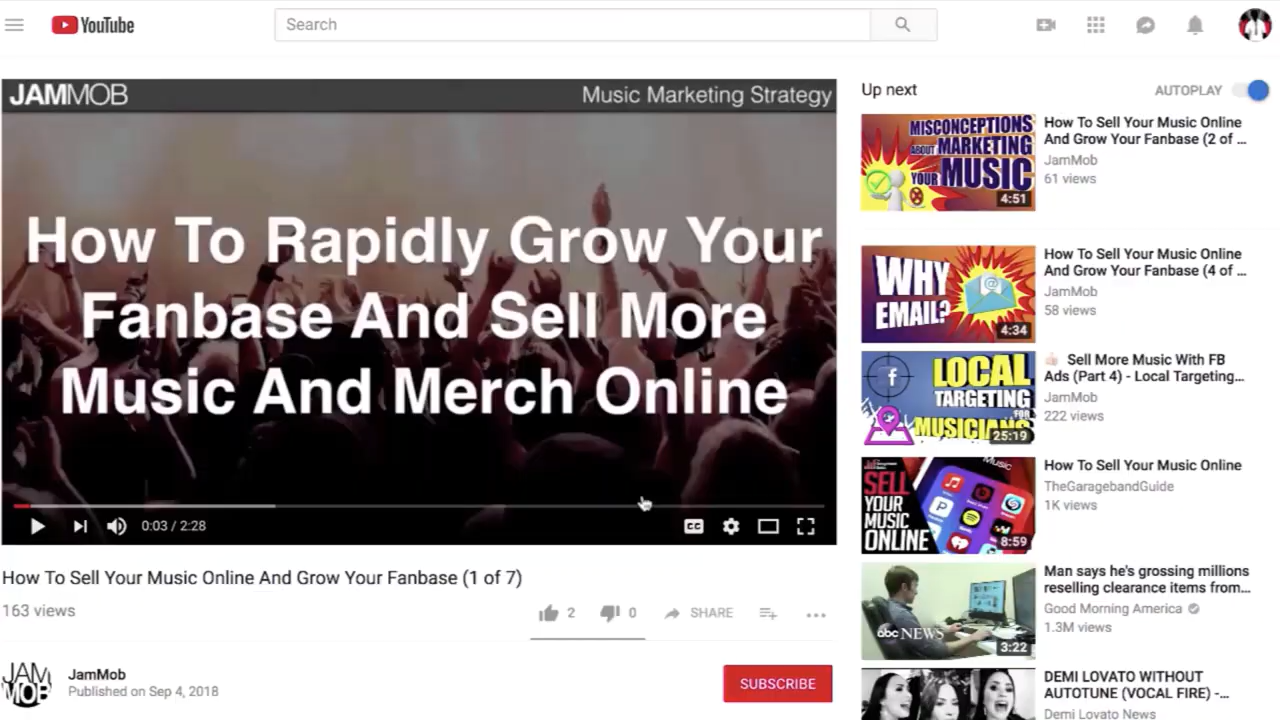 YouTube
Search
JAMMOB
Music Marketing Strategy
How To Rapidly Grow Your
Fanbase And Sell More
Music And Merch Online
0:03 / 2:28
CC
How To Sell Your Music Online And Grow Your Fanbase (1 of 7)
163 views
2
0
SHARE
JAM
MOB
JamMob
Published on Sep 4, 2018
SUBSCRIBE
Up next
AUTOPLAY
MISCONCEPTIONS
ABOUT MARKETING
YOUR MUSIC
4:51
How To Sell Your Music Online
And Grow Your Fanbase (2 of ...
JamMob
61 views
WHY
EMAIL?
4:34
How To Sell Your Music Online
And Grow Your Fanbase (4 of ...
JamMob
58 views
LOCAL
TARGETING
FOR
MUSICIANS
25:19
Sell More Music With FB
Ads (Part 4) - Local Targeting...
JamMob
222 views
SELL
YOUR
MUSIC
ONLINE
Music
8:59
How To Sell Your Music Online
TheGaragebandGuide
1K views
abc NEWS
3:22
Man says he's grossing millions
reselling clearance items from...
Good Morning America
1.3M views
DEMI LOVATO WITHOUT
AUTOTUNE (VOCAL FIRE) -...
Demi Lovato News